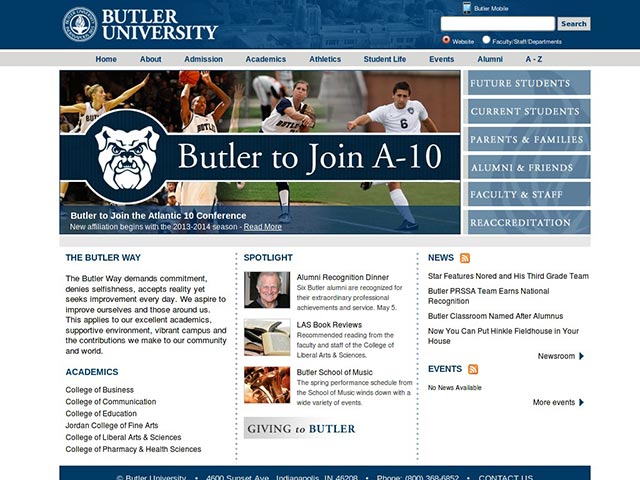 BUTLER
UNIVERSITY
Butler Mobile
Search
Website
Faculty/Staff/Departments
Home
About
Admission
Academics
Athletics
Student Life
Events
Alumni
A - Z
Butler to Join A-10
Butler to Join the Atlantic 10 Conference
New affiliation begins with the 2013-2014 season - Read More
FUTURE STUDENTS
CURRENT STUDENTS
PARENTS & FAMILIES
ALUMNI & FRIENDS
FACULTY & STAFF
REACCREDITATION
THE BUTLER WAY
The Butler Way demands commitment,
denies selfishness, accepts reality yet
seeks improvement every day. We aspire to
improve ourselves and those around us.
This applies to our excellent academics,
supportive environment, vibrant campus and
the contributions we make to our community
and world.
ACADEMICS
College of Business
College of Communication
College of Education
Jordan College of Fine Arts
College of Liberal Arts & Sciences
College of Pharmacy & Health Sciences
SPOTLIGHT
Alumni Recognition Dinner
Six Butler alumni are recognized for
their extraordinary professional
achievements and service. May 5.
LAS Book Reviews
Recommended reading from the
faculty and staff of the College of
Liberal Arts & Sciences.
Butler School of Music
The spring performance schedule from
the School of Music winds down with a
wide variety of events.
GIVING to BUTLER
NEWS
Star Features Nored and His Third Grade Team
Butler PRSSA Team Earns National
Recognition
Butler Classroom Named After Alumnus
Now You Can Put Hinkle Fieldhouse in Your
House
Newsroom
EVENTS
No News Available
More events
© Butler University • 4600 Sunset Ave., Indianapolis, IN 46208 • Phone: (800) 368-6852 • CONTACT US